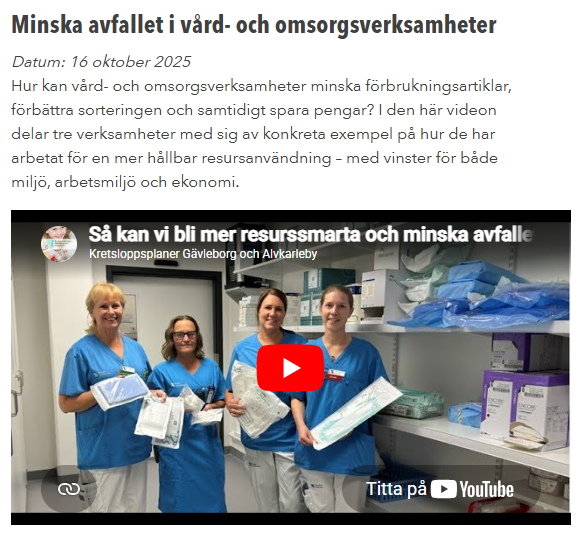 Minska avfallet i vård- och omsorgsverksamheter
Datum: 16 oktober 2025
Hur kan vård- och omsorgsverksamheter minska förbrukningsartiklar,
förbättra sorteringen och samtidigt spara pengar? I den här videon
delar tre verksamheter med sig av konkreta exempel på hur de har
arbetat för en mer hållbar resursanvändning – med vinster för både
miljö, arbetsmiljö och ekonomi.
Så kan vi bli mer resurssmarta och minska avfalle
Kretsloppsplaner Gävleborg och Älvkarleby
ENCORE
Titta på YouTube